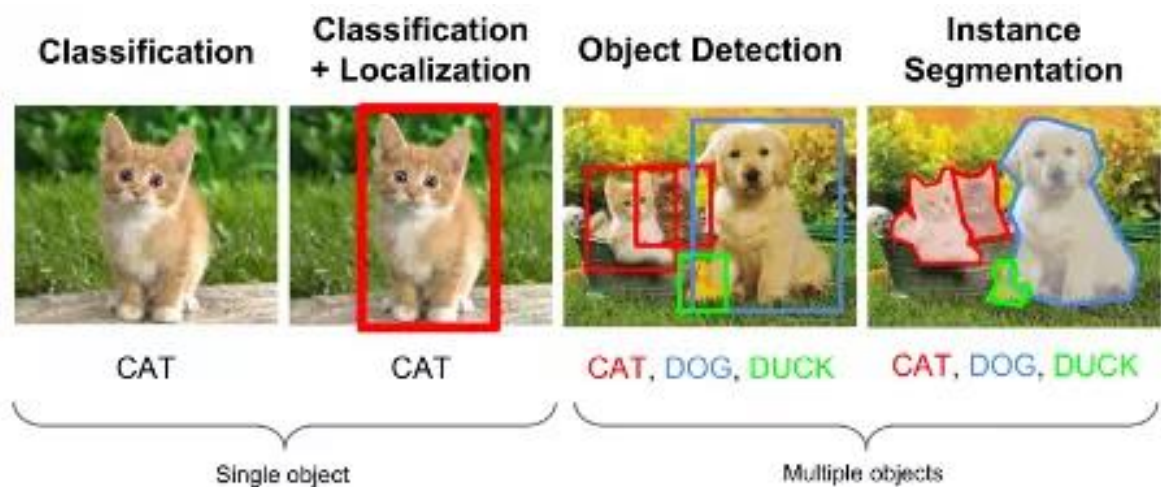 Classification
Classification
+ Localization
Object Detection
Instance
Segmentation
CAT
CAT
CAT, DOG, DUCK
CAT, DOG, DUCK
Single object
Multiple objects